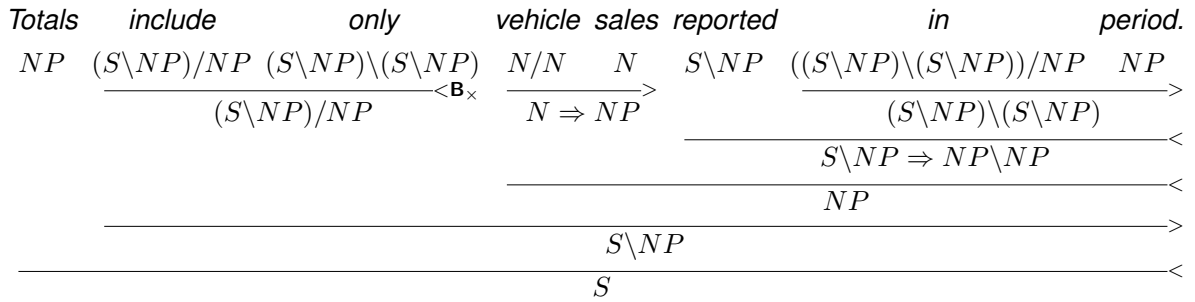 Totals include only vehicle sales reported in period.
NP (S\NP)/NP (S\NP)\(S\NP) N/N N S\NP ((S\NP)\(S\NP))/NP NP
<B× >  >
(S\NP)/NP N ⇒ NP (S\NP)\(S\NP)
<
S\NP ⇒ NP\NP
<
NP
>
S\NP
<
S